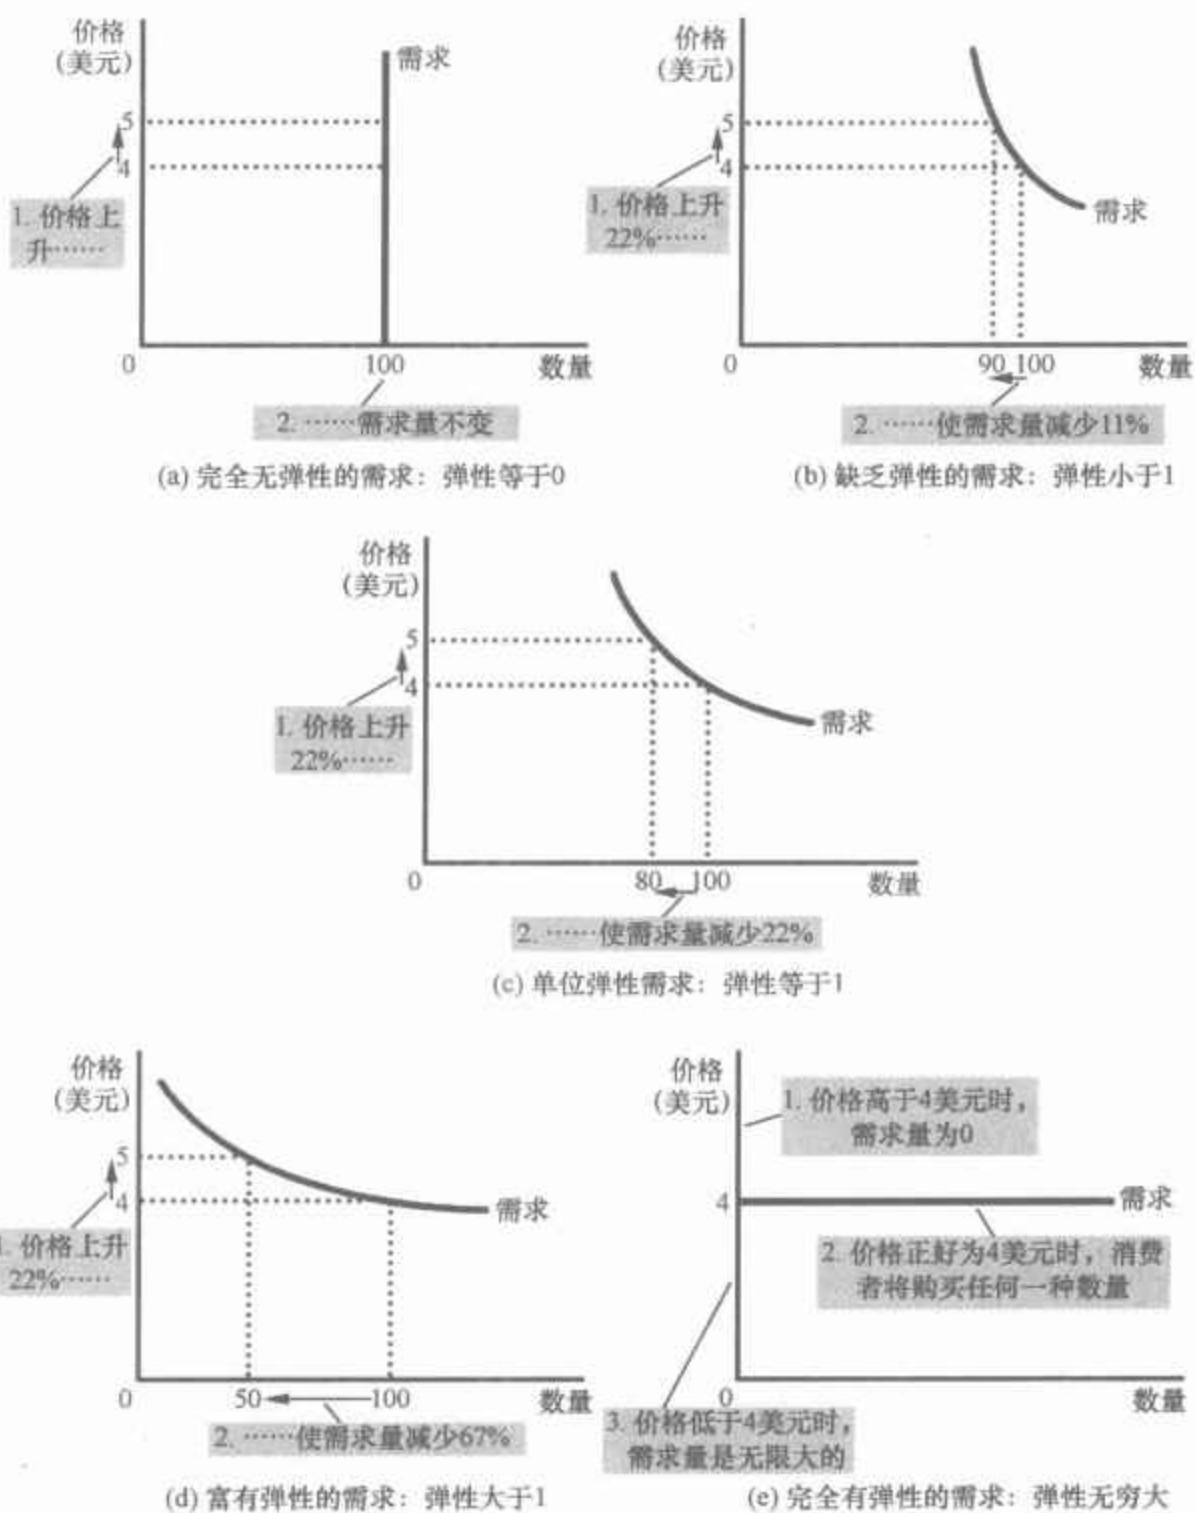 价格
(美元)
需求
5
4
1. 价格上
升……
0
100
数量
2. ……需求量不变
(a) 完全无弹性的需求：弹性等于0
价格
(美元)
5
4
1. 价格上升
22%……
需求
0
90 100
数量
2. ……使需求量减少11%
(b) 缺乏弹性的需求：弹性小于1
价格
(美元)
5
4
1. 价格上升
22%……
需求
0
80 100
数量
2. ……使需求量减少22%
(c) 单位弹性需求：弹性等于1
价格
(美元)
5
4
1. 价格上升
22%……
需求
0
50 100
数量
2. ……使需求量减少67%
(d) 富有弹性的需求：弹性大于1
价格
(美元)
1. 价格高于4美元时，
需求量为0
4
需求
2. 价格正好为4美元时，消费
者将购买任何一种数量
0
数量
3. 价格低于4美元时，
需求量是无限大的
(e) 完全有弹性的需求：弹性无穷大